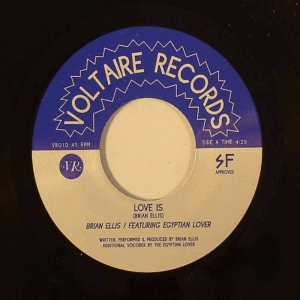 VOLTAIRE RECORDS
VR010 45 RPM
SIDE A TIME 4:28
VR
SF
APPROVED
LOVE IS
(BRIAN ELLIS)
BRIAN ELLIS / FEATURING EGYPTIAN LOVER
WRITTEN, PERFORMED & PRODUCED BY BRIAN ELLIS
ADDITIONAL VOCODER BY THE EGYPTIAN LOVER